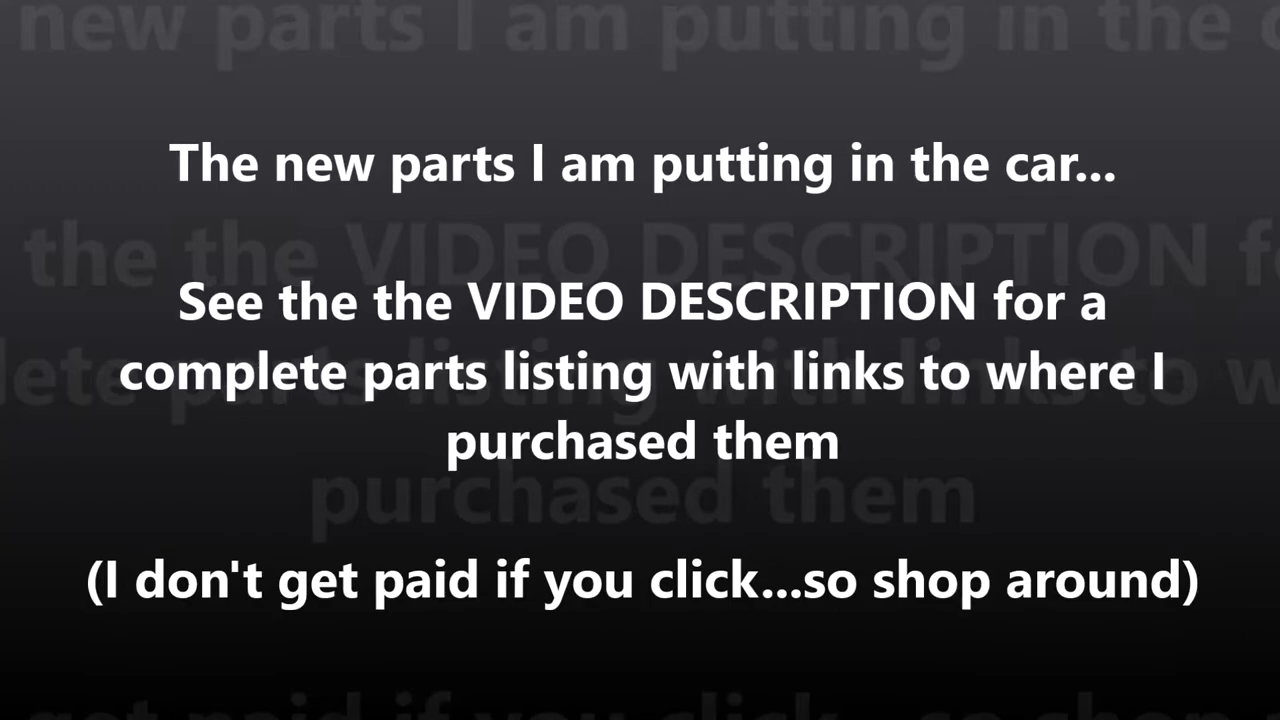 The new parts I am putting in the car...
See the the VIDEO DESCRIPTION for a
complete parts listing with links to where I
purchased them
(I don't get paid if you click...so shop around)